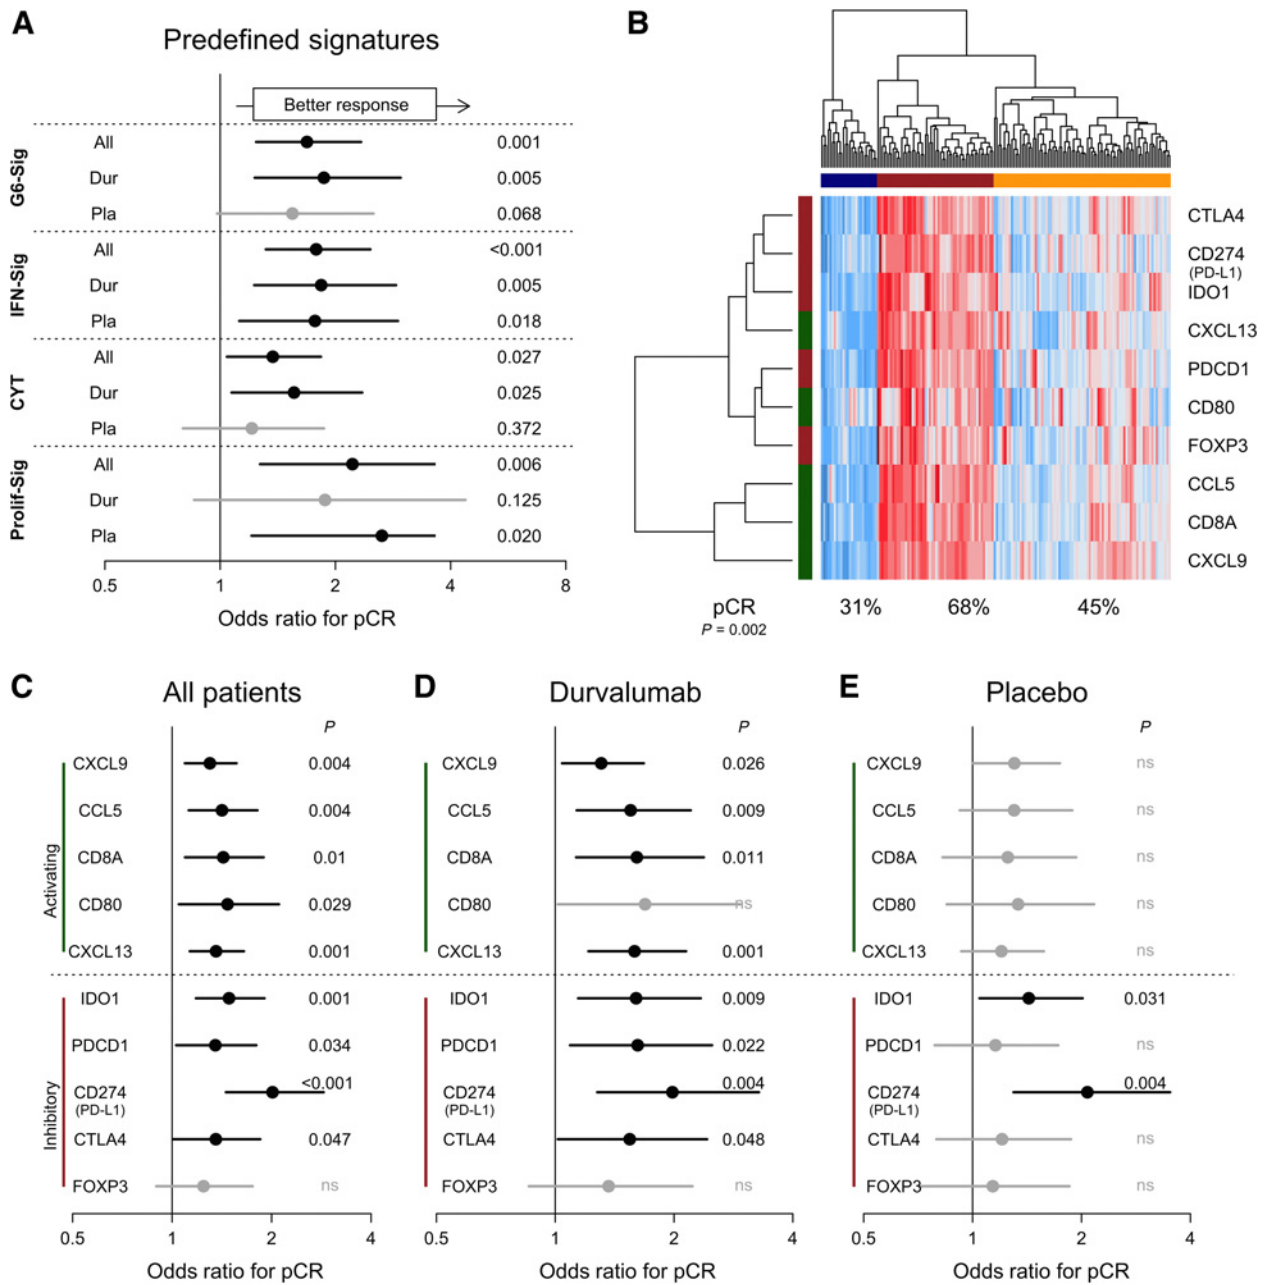 A
Predefined signatures
Better response
G6-Sig
All 0.001
Dur 0.005
Pla 0.068
IFN-Sig
All <0.001
Dur 0.005
Pla 0.018
CYT
All 0.027
Dur 0.025
Pla 0.372
Prolif-Sig
All 0.006
Dur 0.125
Pla 0.020
0.5 1 2 4 8
Odds ratio for pCR
B
CTLA4
CD274
(PD-L1)
IDO1
CXCL13
PDCD1
CD80
FOXP3
CCL5
CD8A
CXCL9
pCR 31% 68% 45%
P = 0.002
C
All patients
P
Activating
CXCL9 0.004
CCL5 0.004
CD8A 0.01
CD80 0.029
CXCL13 0.001
Inhibitory
IDO1 0.001
PDCD1 0.034
CD274 <0.001
(PD-L1)
CTLA4 0.047
FOXP3 ns
0.5 1 2 4
Odds ratio for pCR
D
Durvalumab
P
CXCL9 0.026
CCL5 0.009
CD8A 0.011
CD80 ns
CXCL13 0.001
IDO1 0.009
PDCD1 0.022
CD274 0.004
(PD-L1)
CTLA4 0.048
FOXP3 ns
0.5 1 2 4
Odds ratio for pCR
E
Placebo
P
CXCL9 ns
CCL5 ns
CD8A ns
CD80 ns
CXCL13 ns
IDO1 0.031
PDCD1 ns
CD274 0.004
(PD-L1)
CTLA4 ns
FOXP3 ns
0.5 1 2 4
Odds ratio for pCR